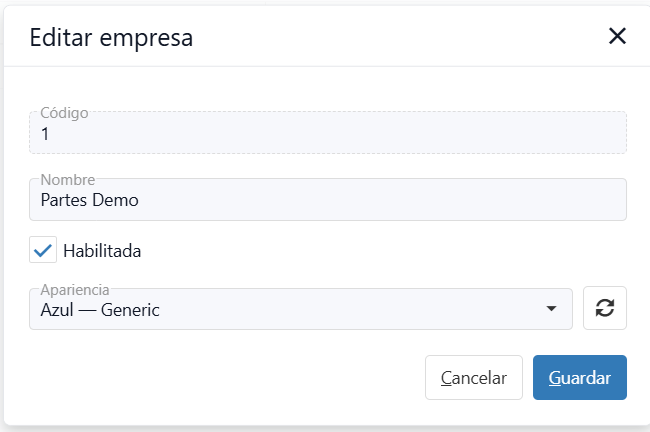 Editar empresa
Código
1
Nombre
Partes Demo
Habilitada
Apariencia
Azul — Generic
Cancelar
Guardar